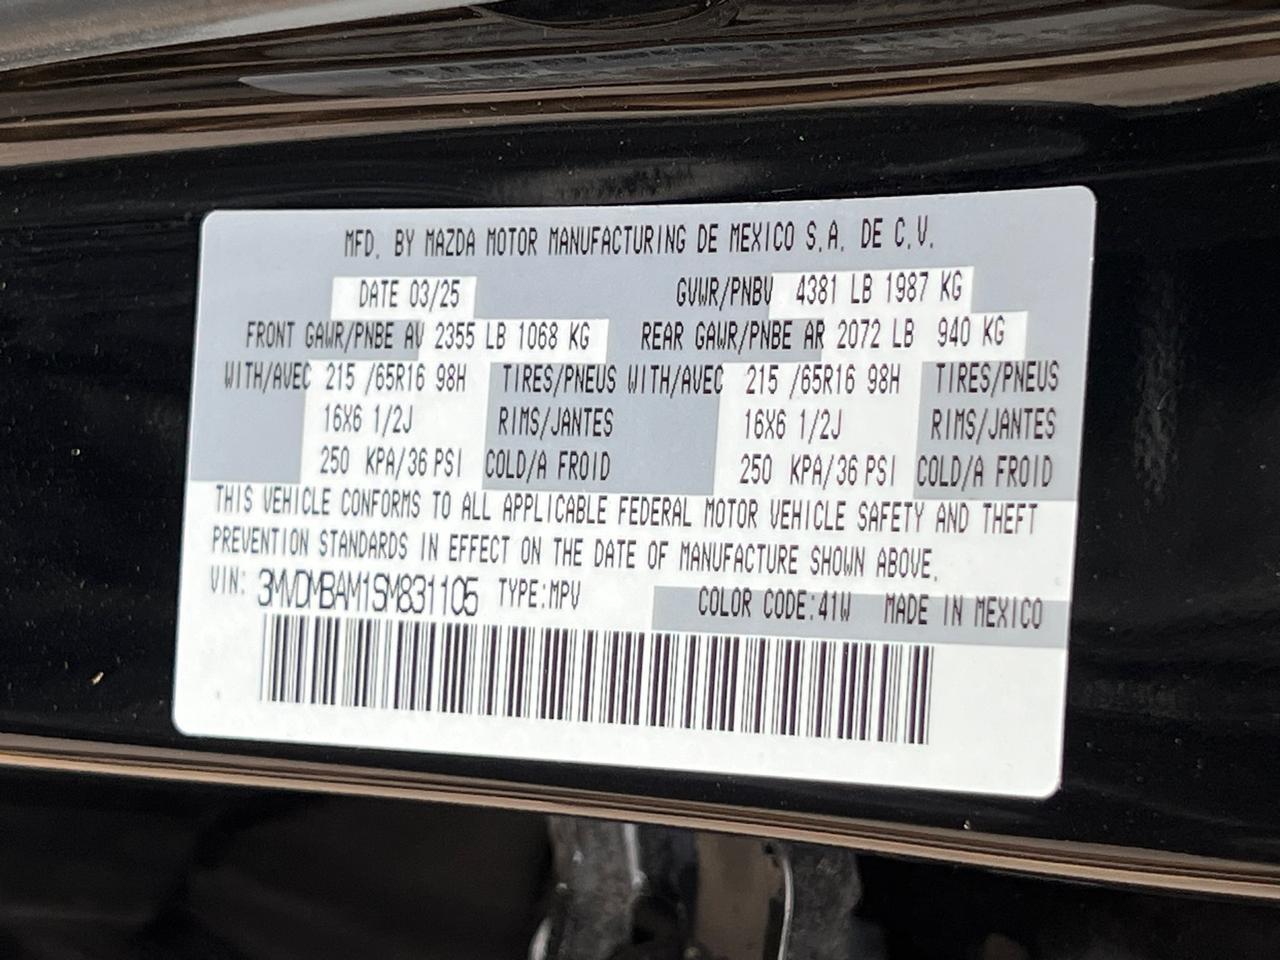 MFD. BY MAZDA MOTOR MANUFACTURING DE MEXICO S.A. DE C.V.
DATE 03/25 GVWR/PNBV 4381 LB 1987 KG
FRONT GAWR/PNBE AV 2355 LB 1068 KG REAR GAWR/PNBE AR 2072 LB 940 KG
WITH/AVEC 215 /65R16 98H TIRES/PNEUS WITH/AVEC 215 /65R16 98H TIRES/PNEUS
16X6 1/2J RIMS/JANTES 16X6 1/2J RIMS/JANTES
250 KPA/36 PSI COLD/A FROID 250 KPA/36 PSI COLD/A FROID
THIS VEHICLE CONFORMS TO ALL APPLICABLE FEDERAL MOTOR VEHICLE SAFETY AND THEFT
PREVENTION STANDARDS IN EFFECT ON THE DATE OF MANUFACTURE SHOWN ABOVE.
VIN: 3MVDMBAM1SM831105 TYPE:MPV COLOR CODE:41W MADE IN MEXICO